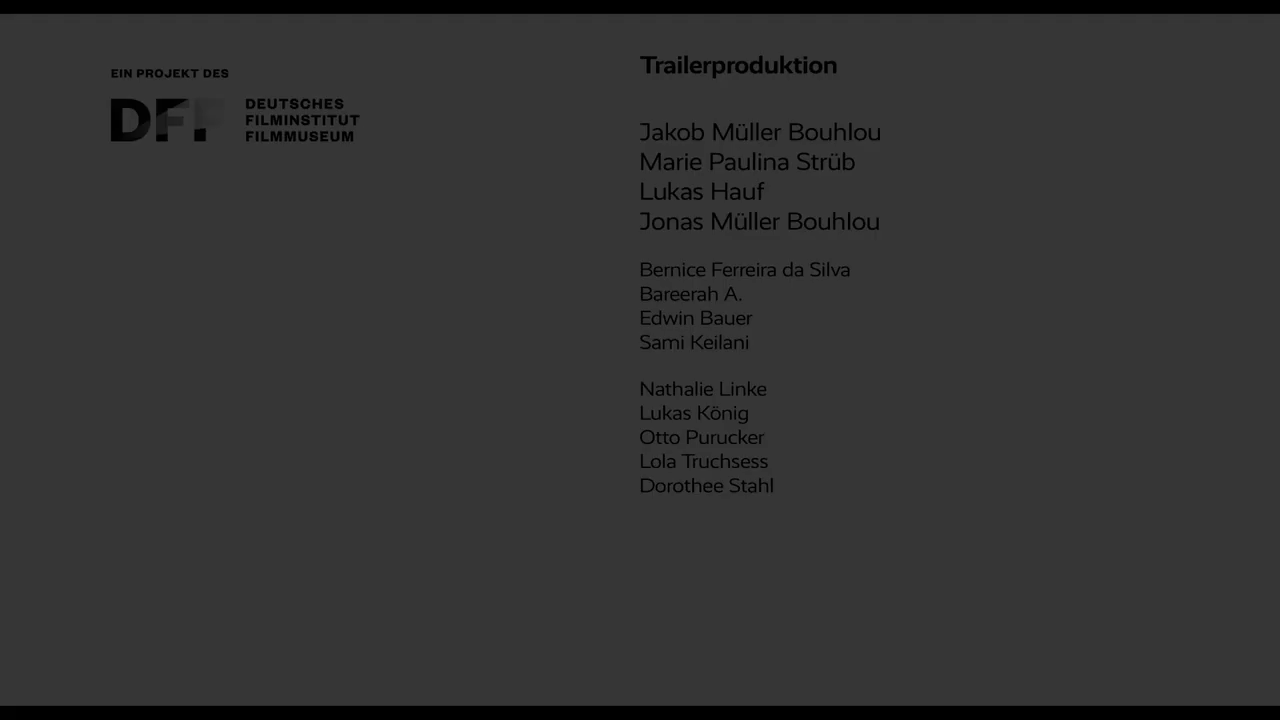 EIN PROJEKT DES
DFF
DEUTSCHES
FILMINSTITUT
FILMMUSEUM
Trailerproduktion
Jakob Müller Bouhlou
Marie Paulina Strüb
Lukas Hauf
Jonas Müller Bouhlou
Bernice Ferreira da Silva
Bareerah A.
Edwin Bauer
Sami Keilani
Nathalie Linke
Lukas König
Otto Purucker
Lola Truchsess
Dorothee Stahl